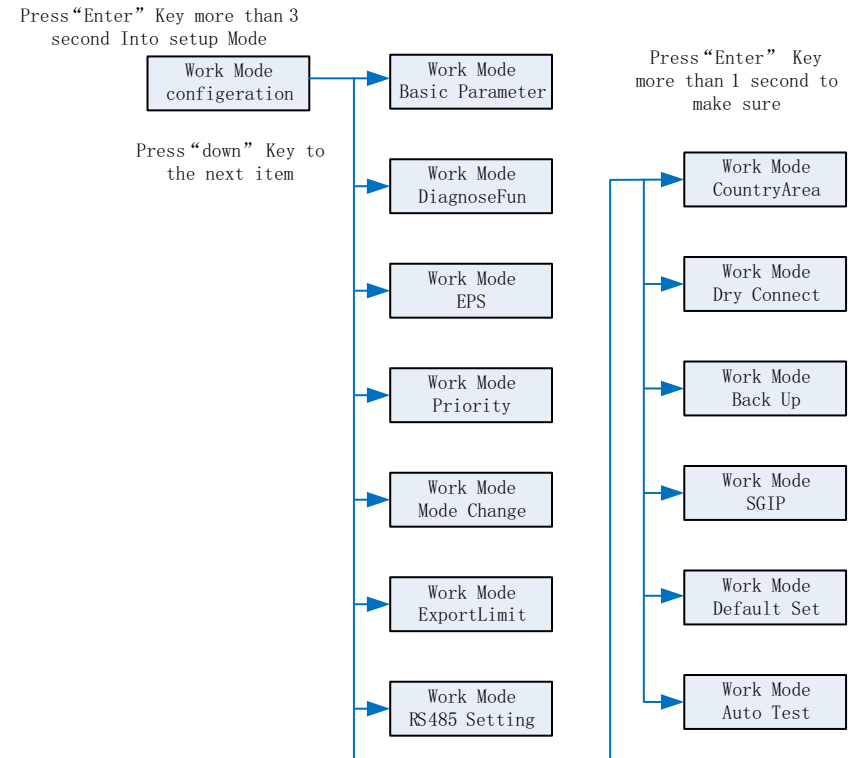 Press“Enter” Key more than 3
second Into setup Mode
Work Mode
configeration
Press“down” Key to
the next item
Work Mode
Basic Parameter
Work Mode
DiagnoseFun
Work Mode
EPS
Work Mode
Priority
Work Mode
Mode Change
Work Mode
ExportLimit
Work Mode
RS485 Setting
Press“Enter” Key
more than 1 second to
make sure
Work Mode
CountryArea
Work Mode
Dry Connect
Work Mode
Back Up
Work Mode
SGIP
Work Mode
Default Set
Work Mode
Auto Test